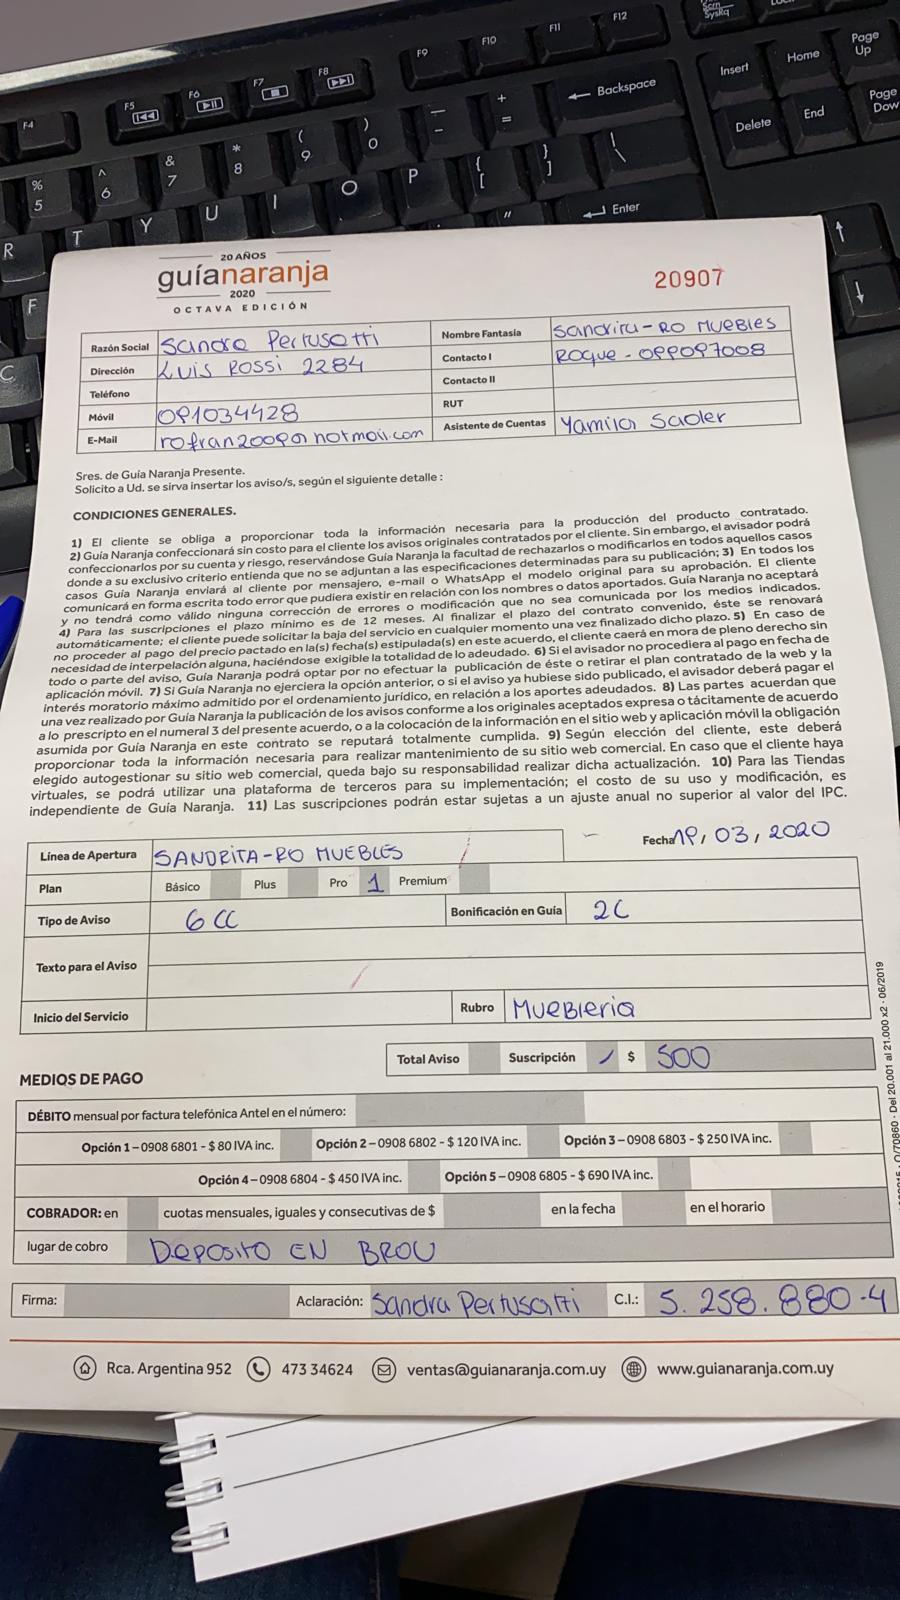 F4
F5
F6
F7
F8
F9
F10
F11
F12
Scrn
SysRq
Insert
Home
Page
Up
Delete
End
Page
Dow
Backspace
Enter
%
5
^
6
&
7
*
8
(
9
)
0
—
-
+
=
R
T
Y
U
I
O
P
{
[
}
]
\
F
C
20 AÑOS
guíanaranja
2020
OCTAVA EDICIÓN
20907
Razón Social Sandra Pertusatti Nombre Fantasía Sandrita-RO MUEBLES
Dirección LUIS ROSSI 2284 Contacto I ROQUE - 099097008
Teléfono Contacto II
Móvil 091034428 RUT
E-Mail rofran2009@hotmail.com Asistente de Cuentas Yamila Sadler
Sres. de Guía Naranja Presente.
Solicito a Ud. se sirva insertar los aviso/s, según el siguiente detalle :
CONDICIONES GENERALES.
1) El cliente se obliga a proporcionar toda la información necesaria para la producción del producto contratado.
2) Guía Naranja confeccionará sin costo para el cliente los avisos originales contratados por el cliente. Sin embargo, el avisador podrá
confeccionarlos por su cuenta y riesgo, reservándose Guía Naranja la facultad de rechazarlos o modificarlos en todos aquellos casos
donde a su exclusivo criterio entienda que no se adjuntan a las especificaciones determinadas para su publicación; 3) En todos los
casos Guía Naranja enviará al cliente por mensajero, e-mail o WhatsApp el modelo original para su aprobación. El cliente
comunicará en forma escrita todo error que pudiera existir en relación con los nombres o datos aportados. Guía Naranja no aceptará
y no tendrá como válido ninguna corrección de errores o modificación que no sea comunicada por los medios indicados.
4) Para las suscripciones el plazo mínimo es de 12 meses. Al finalizar el plazo del contrato convenido, éste se renovará
automáticamente; el cliente puede solicitar la baja del servicio en cualquier momento una vez finalizado dicho plazo. 5) En caso de
no proceder al pago del precio pactado en la(s) fecha(s) estipulada(s) en este acuerdo, el cliente caerá en mora de pleno derecho sin
necesidad de interpelación alguna, haciéndose exigible la totalidad de lo adeudado. 6) Si el avisador no procediera al pago en fecha de
todo o parte del aviso, Guía Naranja podrá optar por no efectuar la publicación de éste o retirar el plan contratado de la web y la
aplicación móvil. 7) Si Guía Naranja no ejerciera la opción anterior, o si el aviso ya hubiese sido publicado, el avisador deberá pagar el
interés moratorio máximo admitido por el ordenamiento jurídico, en relación a los aportes adeudados. 8) Las partes acuerdan que
una vez realizado por Guía Naranja la publicación de los avisos conforme a los originales aceptados expresa o tácitamente de acuerdo
a lo prescripto en el numeral 3 del presente acuerdo, o a la colocación de la información en el sitio web y aplicación móvil la obligación
asumida por Guía Naranja en este contrato se reputará totalmente cumplida. 9) Según elección del cliente, este deberá
proporcionar toda la información necesaria para realizar mantenimiento de su sitio web comercial. En caso que el cliente haya
elegido autogestionar su sitio web comercial, queda bajo su responsabilidad realizar dicha actualización. 10) Para las Tiendas
virtuales, se podrá utilizar una plataforma de terceros para su implementación; el costo de su uso y modificación, es
independiente de Guía Naranja. 11) Las suscripciones podrán estar sujetas a un ajuste anual no superior al valor del IPC.
Fecha 19/03/2020
Línea de Apertura SANDRITA-RO MUEBLES
Plan Básico Plus Pro 1 Premium
Tipo de Aviso 6 CC Bonificación en Guía 2C
Texto para el Aviso
Inicio del Servicio Rubro MUEBlERIA
Total Aviso Suscripción / $ 500
MEDIOS DE PAGO
DÉBITO mensual por factura telefónica Antel en el número:
Opción 1 – 0908 6801 - $ 80 IVA inc. Opción 2 – 0908 6802 - $ 120 IVA inc. Opción 3 – 0908 6803 - $ 250 IVA inc.
Opción 4 – 0908 6804 - $ 450 IVA inc. Opción 5 – 0908 6805 - $ 690 IVA inc.
COBRADOR: en cuotas mensuales, iguales y consecutivas de $ en la fecha en el horario
lugar de cobro DEPOSITO EN BROU
Firma: Aclaración: Sandra Pertusatti C.I.: 5.258.880-4
Rca. Argentina 952 473 34624 ventas@guianaranja.com.uy www.guianaranja.com.uy
O/70860 · Del 20.001 al 21.000 x2 · 06/2019